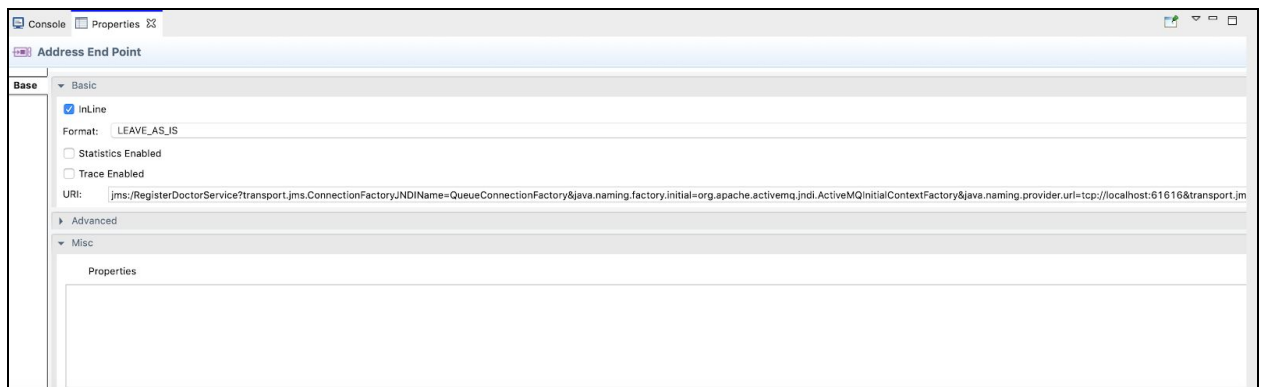 Console Properties
Address End Point
Base
Basic
InLine
Format: LEAVE_AS_IS
Statistics Enabled
Trace Enabled
URI: jms:/RegisterDoctorService?transport.jms.ConnectionFactoryJNDIName=QueueConnectionFactory&java.naming.factory.initial=org.apache.activemq.jndi.ActiveMQInitialContextFactory&java.naming.provider.url=tcp://localhost:61616&transport.jm
Advanced
Misc
Properties